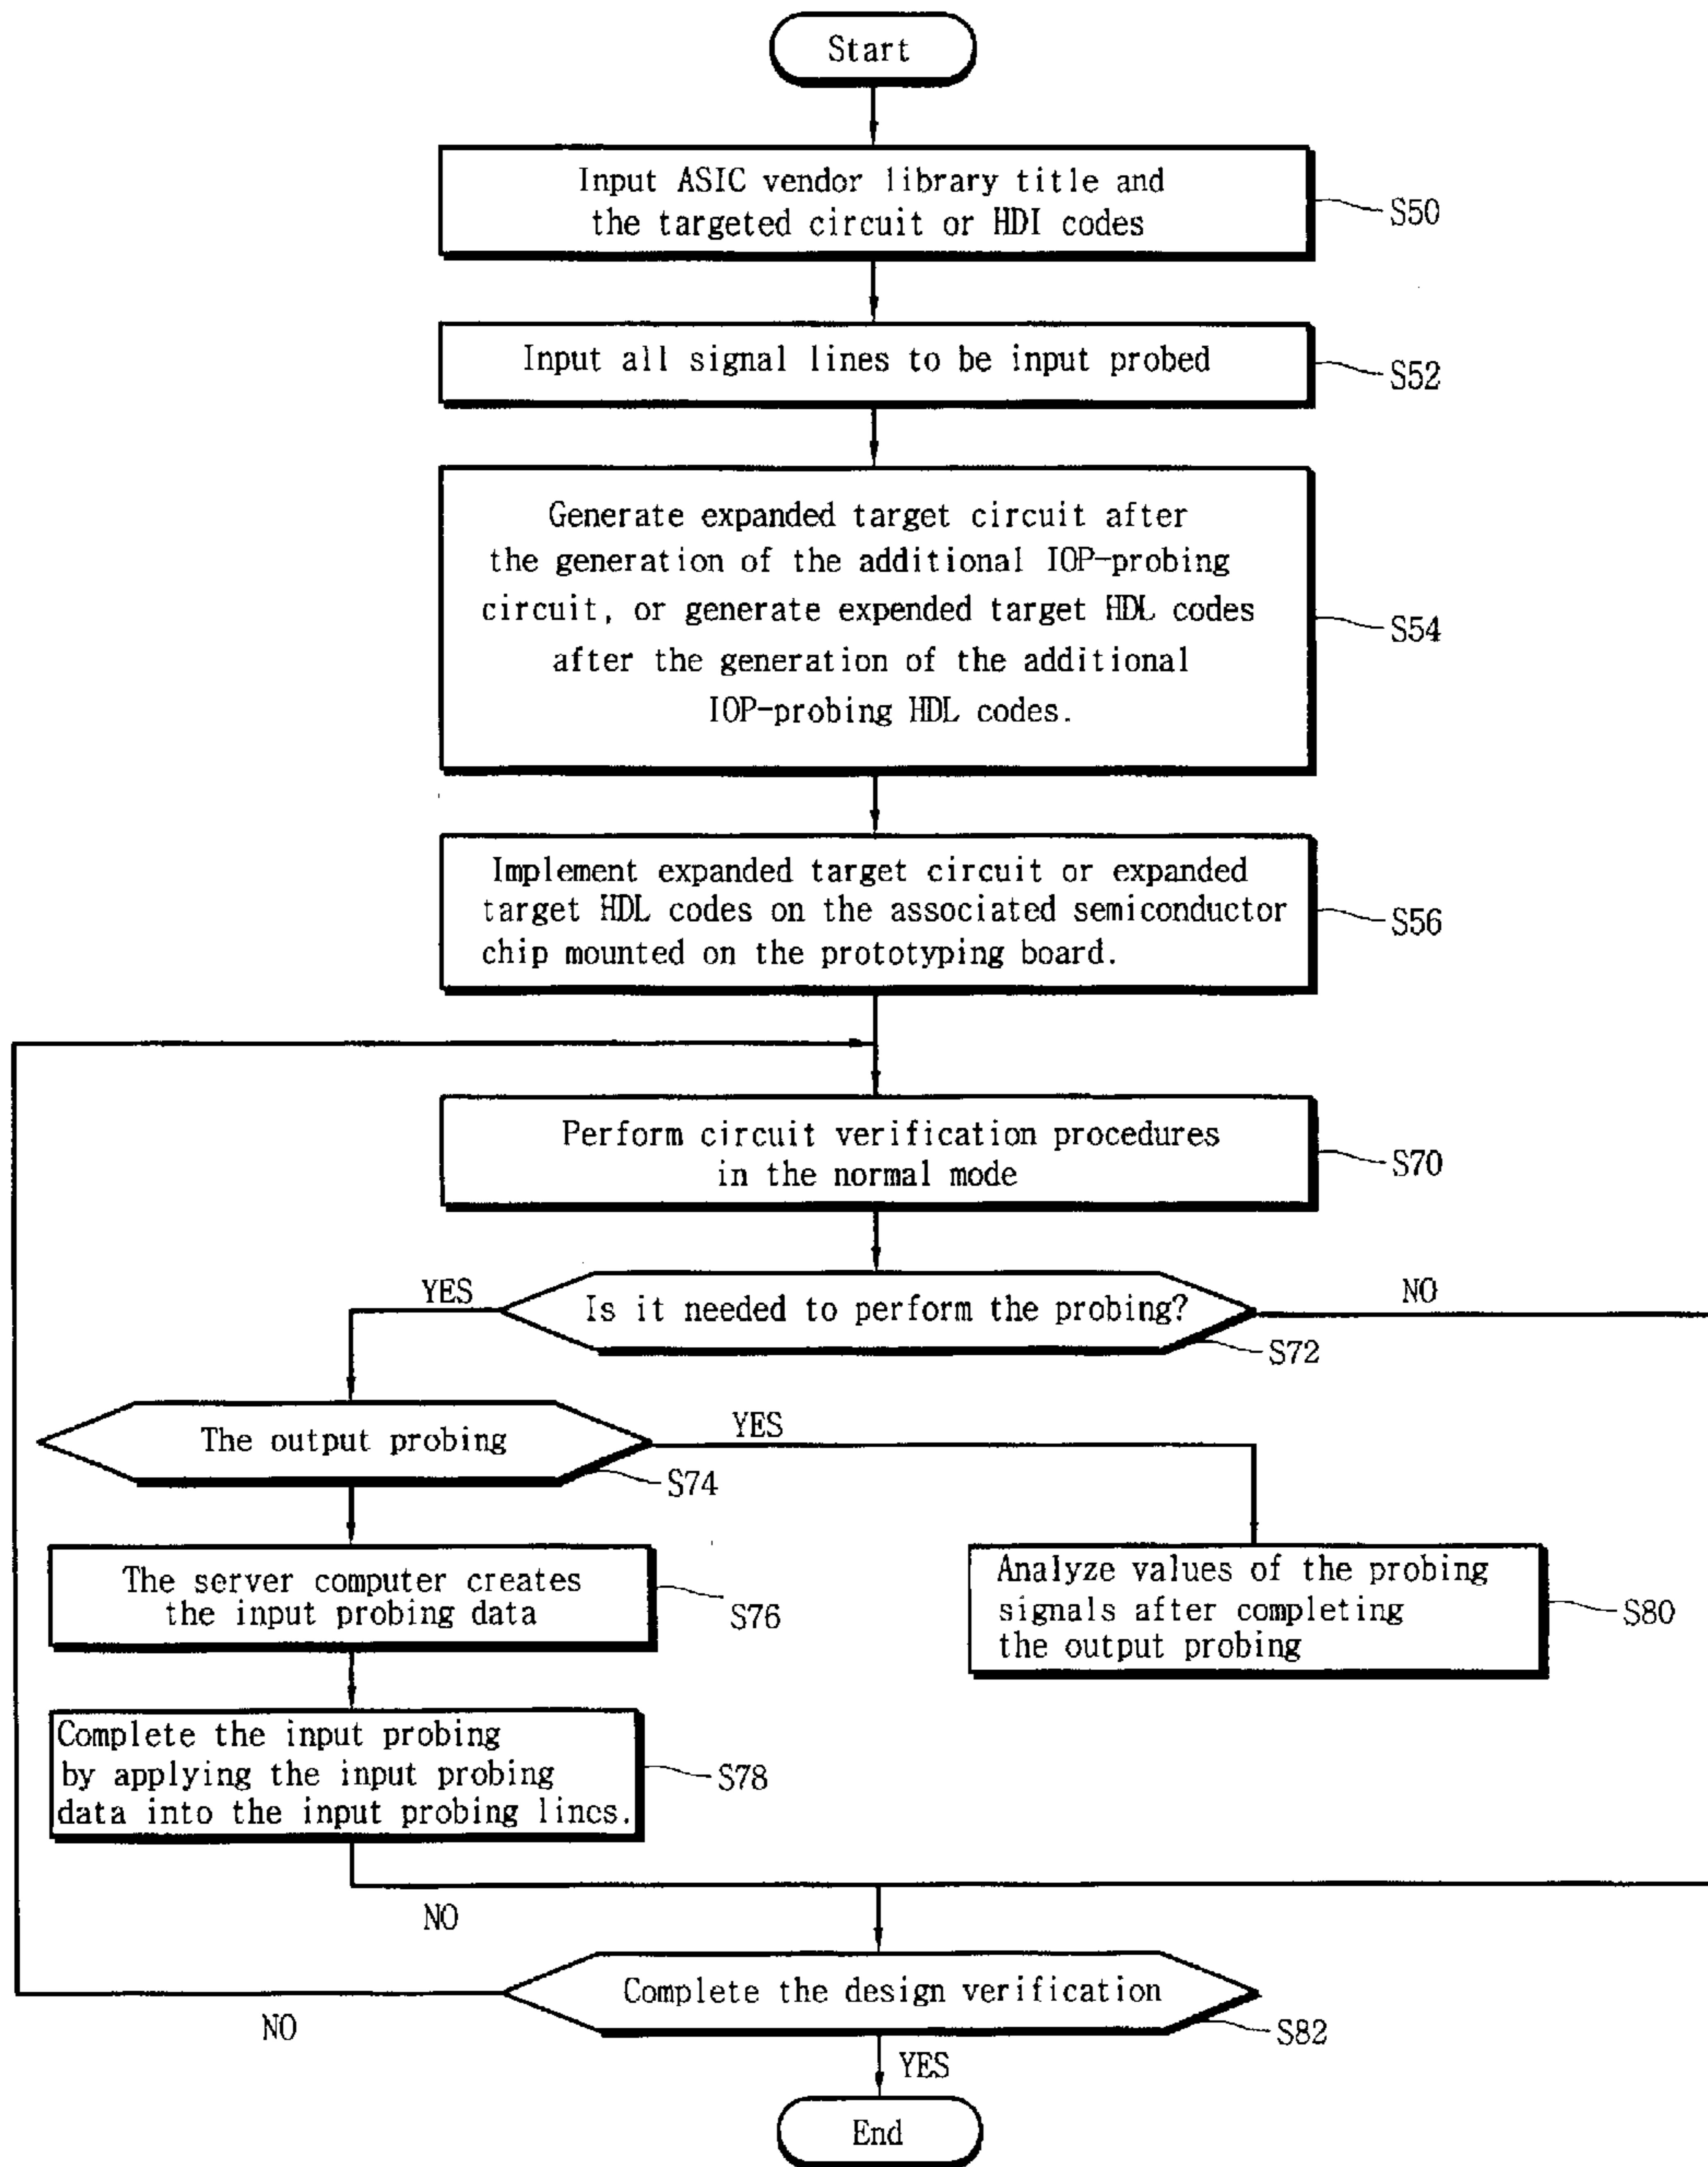 Start
Input ASIC vendor library title and
the targeted circuit or HDI codes
S50
Input all signal lines to be input probed
S52
Generate expanded target circuit after
the generation of the additional IOP-probing
circuit, or generate expended target HDL codes
after the generation of the additional
IOP-probing HDL codes.
S54
Implement expanded target circuit or expanded
target HDL codes on the associated semiconductor
chip mounted on the prototyping board.
S56
Perform circuit verification procedures
in the normal mode
S70
YES
Is it needed to perform the probing?
NO
S72
The output probing
YES
S74
The server computer creates
the input probing data
S76
Analyze values of the probing
signals after completing
the output probing
S80
Complete the input probing
by applying the input probing
data into the input probing lines.
S78
NO
Complete the design verification
NO
S82
YES
End